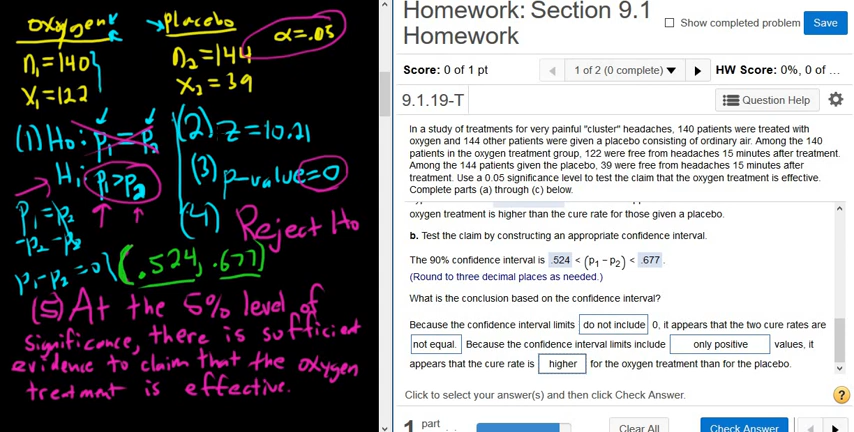 oxygen
placebo
α=.05
n₁=140
x₁=122
n₂=144
x₂=39
(1) H₀: p₁=p₂
H₁: p₁>p₂
p₁=p₂
-p₂ -p₂
p₁-p₂=0
(2) z=10.21
(3) p-value=0
(4) Reject H₀
(.524, .677)
(5) At the 5% level of
significance, there is sufficient
evidence to claim that the oxygen
treatment is effective.
Homework: Section 9.1
Homework
Show completed problem
Save
Score: 0 of 1 pt
1 of 2 (0 complete)
HW Score: 0%, 0 of ...
9.1.19-T
Question Help
In a study of treatments for very painful "cluster" headaches, 140 patients were treated with
oxygen and 144 other patients were given a placebo consisting of ordinary air. Among the 140
patients in the oxygen treatment group, 122 were free from headaches 15 minutes after treatment.
Among the 144 patients given the placebo, 39 were free from headaches 15 minutes after
treatment. Use a 0.05 significance level to test the claim that the oxygen treatment is effective.
Complete parts (a) through (c) below.
oxygen treatment is higher than the cure rate for those given a placebo.
b. Test the claim by constructing an appropriate confidence interval.
The 90% confidence interval is .524 < (p₁ − p₂) < .677.
(Round to three decimal places as needed.)
What is the conclusion based on the confidence interval?
Because the confidence interval limits do not include 0, it appears that the two cure rates are
not equal. Because the confidence interval limits include only positive values, it
appears that the cure rate is higher for the oxygen treatment than for the placebo.
Click to select your answer(s) and then click Check Answer.
?
1 part
Clear All
Check Answer